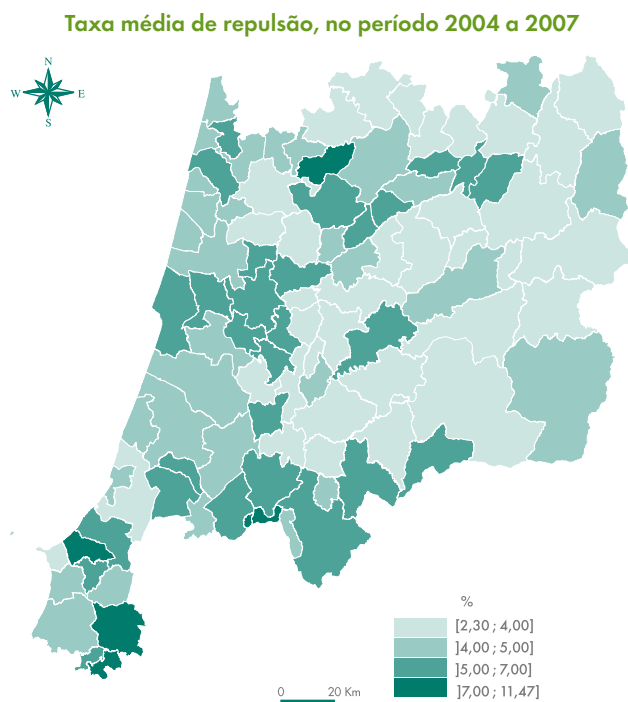 Taxa média de repulsão, no período 2004 a 2007
N
W E
S
%
[2,30 ; 4,00]
]4,00 ; 5,00]
]5,00 ; 7,00]
]7,00 ; 11,47]
0 20 Km